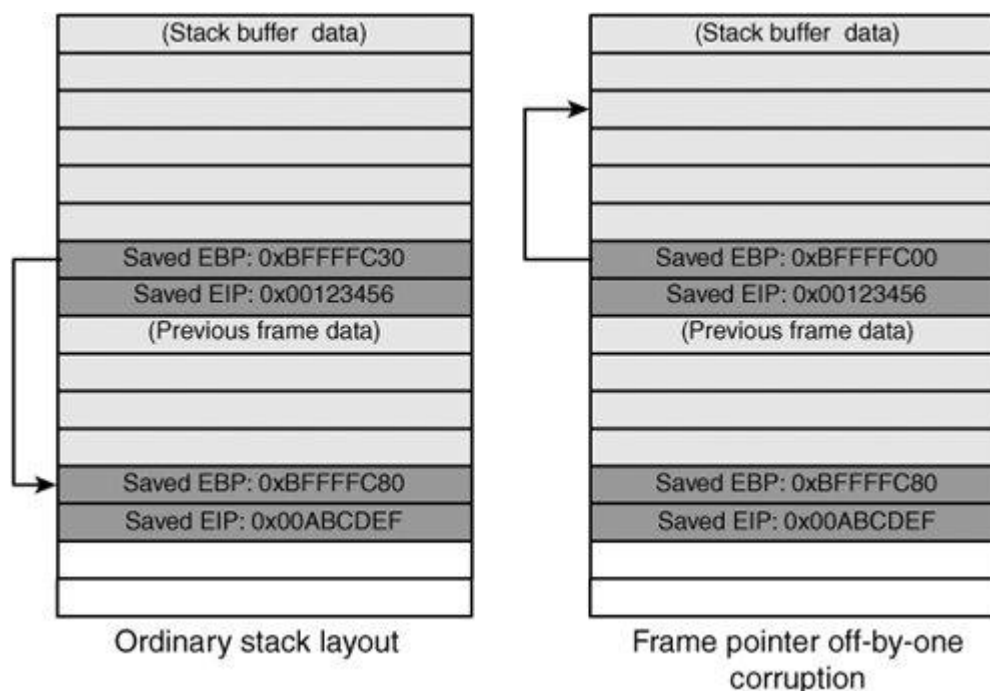 (Stack buffer data)
Saved EBP: 0xBFFFFC30
Saved EIP: 0x00123456
(Previous frame data)
Saved EBP: 0xBFFFFC80
Saved EIP: 0x00ABCDEF
Ordinary stack layout
(Stack buffer data)
Saved EBP: 0xBFFFFC00
Saved EIP: 0x00123456
(Previous frame data)
Saved EBP: 0xBFFFFC80
Saved EIP: 0x00ABCDEF
Frame pointer off-by-one
corruption